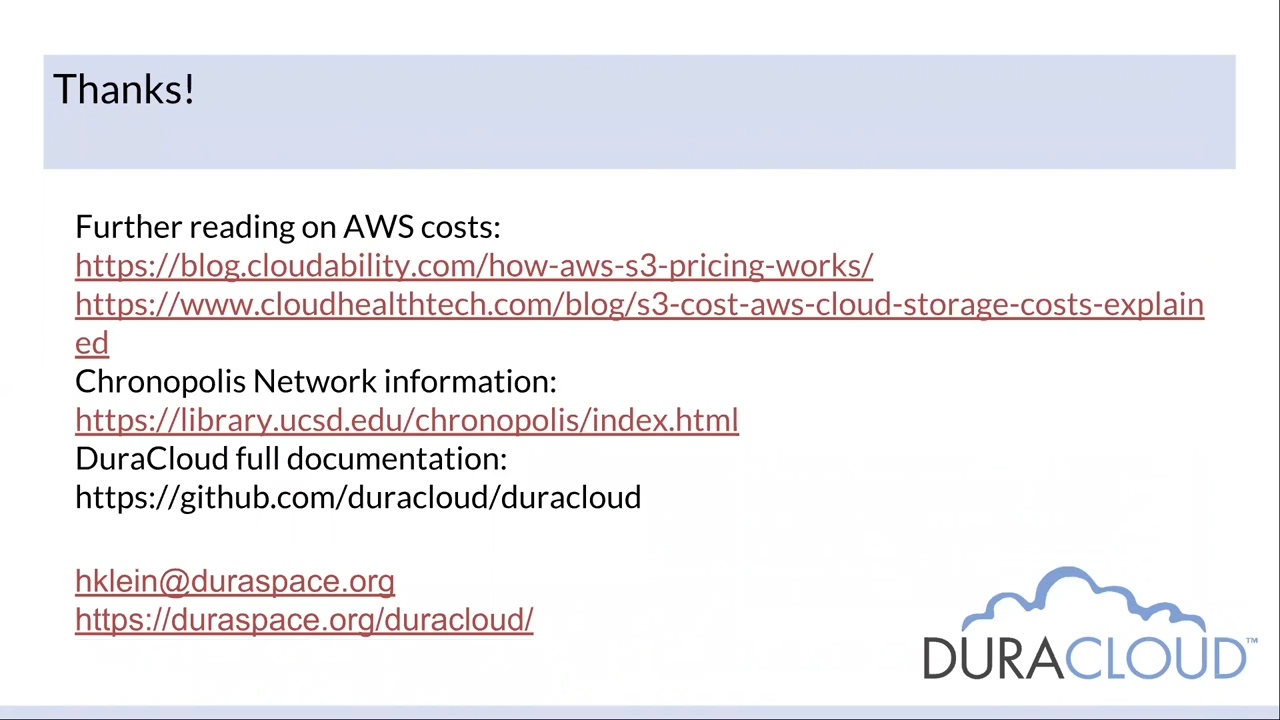 Thanks!
Further reading on AWS costs:
https://blog.cloudability.com/how-aws-s3-pricing-works/
https://www.cloudhealthtech.com/blog/s3-cost-aws-cloud-storage-costs-explain
ed
Chronopolis Network information:
https://library.ucsd.edu/chronopolis/index.html
DuraCloud full documentation:
https://github.com/duracloud/duracloud
hklein@duraspace.org
https://duraspace.org/duracloud/
DURACLOUD™